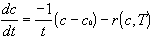 dc/dt = -1/t (c - c₀) - r(c, T)